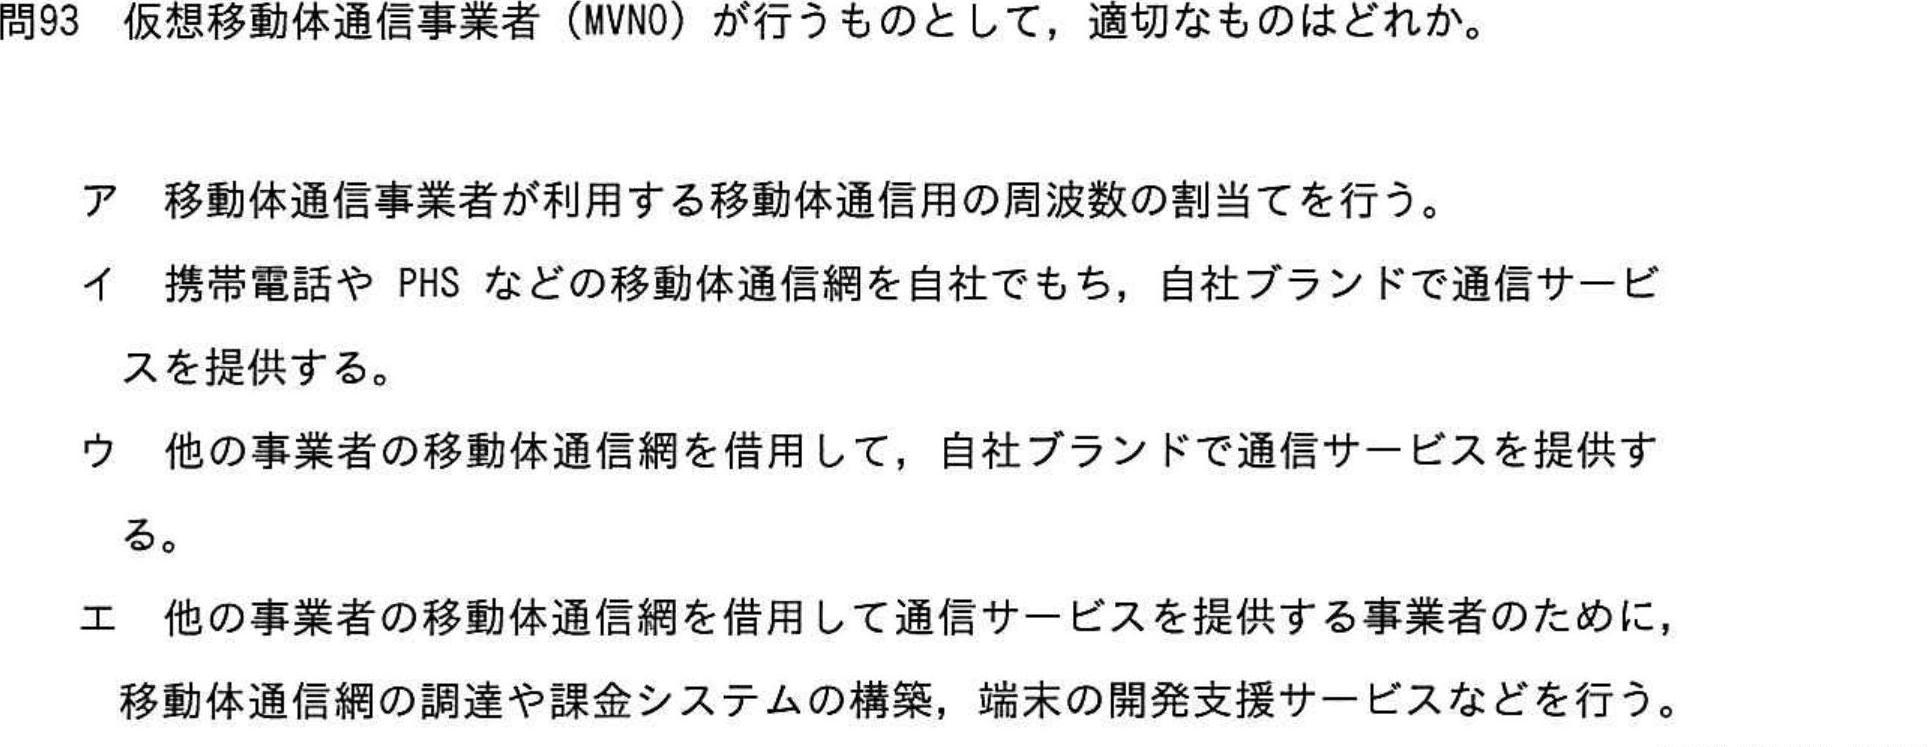 問93　仮想移動体通信事業者（MVNO）が行うものとして，適切なものはどれか。
ア　移動体通信事業者が利用する移動体通信用の周波数の割当てを行う。
イ　携帯電話や PHS などの移動体通信網を自社でもち，自社ブランドで通信サービ
スを提供する。
ウ　他の事業者の移動体通信網を借用して，自社ブランドで通信サービスを提供す
る。
エ　他の事業者の移動体通信網を借用して通信サービスを提供する事業者のために，
移動体通信網の調達や課金システムの構築，端末の開発支援サービスなどを行う。